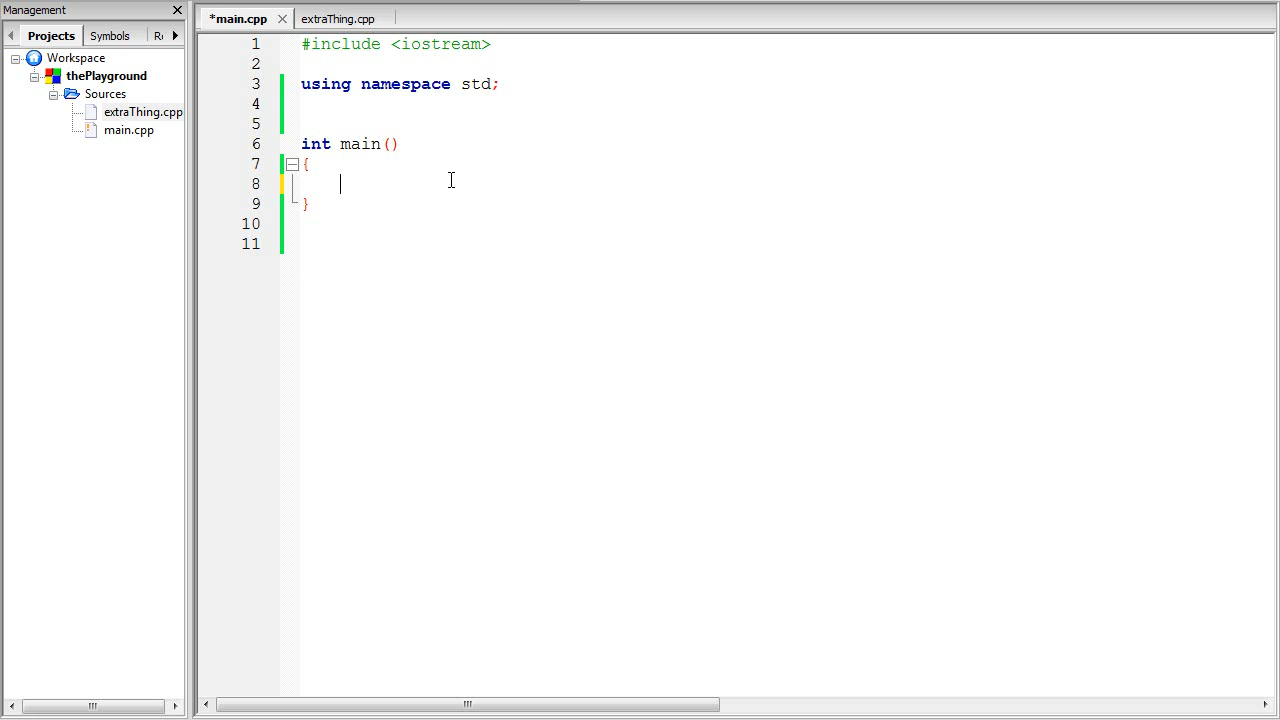 Management
Projects
Symbols
Re
Workspace
thePlayground
Sources
extraThing.cpp
main.cpp
*main.cpp
extraThing.cpp
1 #include <iostream>
2
3 using namespace std;
4
5
6 int main()
7 {
8
9 }
10
11